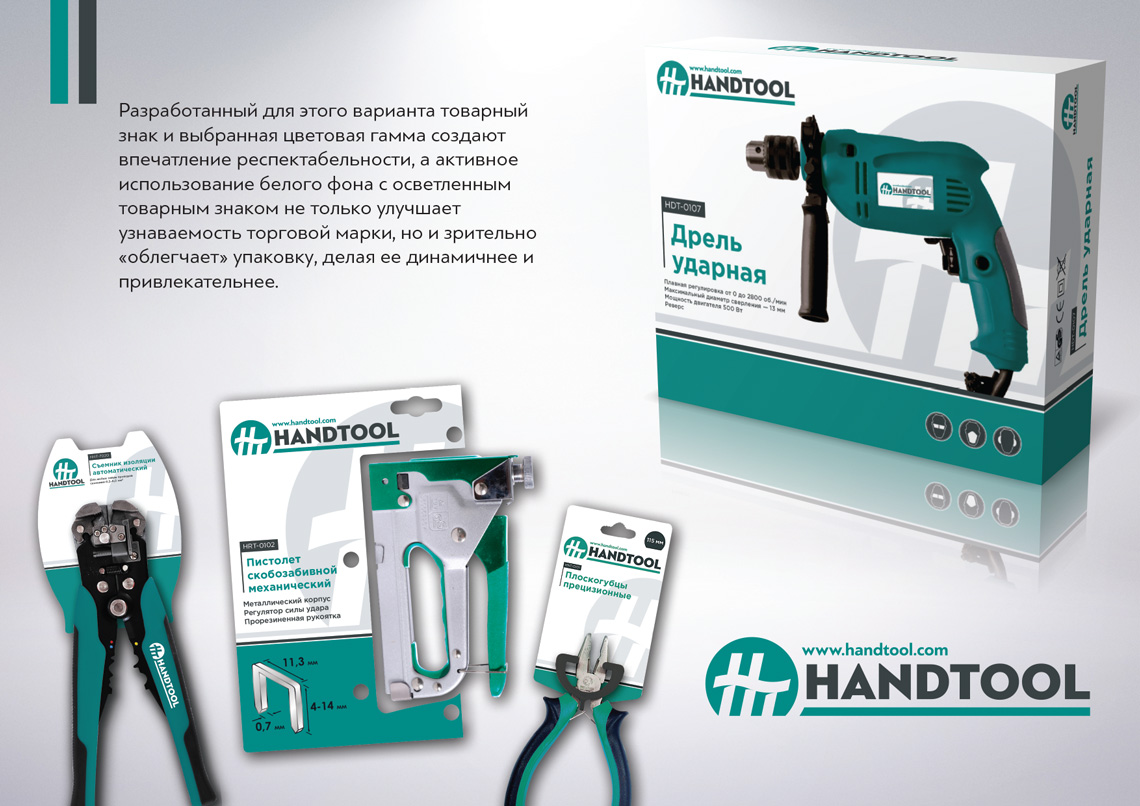 Разработанный для этого варианта товарный
знак и выбранная цветовая гамма создают
впечатление респектабельности, а активное
использование белого фона с осветленным
товарным знаком не только улучшает
узнаваемость торговой марки, но и зрительно
«облегчает» упаковку, делая ее динамичнее и
привлекательнее.
www.handtool.com
HANDTOOL
HANDTOOL
HDT-0107
Дрель
ударная
Плавная регулировка от 0 до 2800 об./мин
Максимальный диаметр сверления — 13 мм
Мощность двигателя 500 Вт
Реверс
HANDTOOL
Дрель ударная
CE
HANDTOOL
Съемник изоляции
автоматический
HANDTOOL
www.handtool.com
HANDTOOL
HRT-0102
Пистолет
скобозабивной
механический
Металлический корпус
Регулятор силы удара
Прорезиненная рукоятка
11,3 мм
4-14 мм
0,7 мм
115 мм
HANDTOOL
Плоскогубцы
прецизионные
www.handtool.com
HANDTOOL